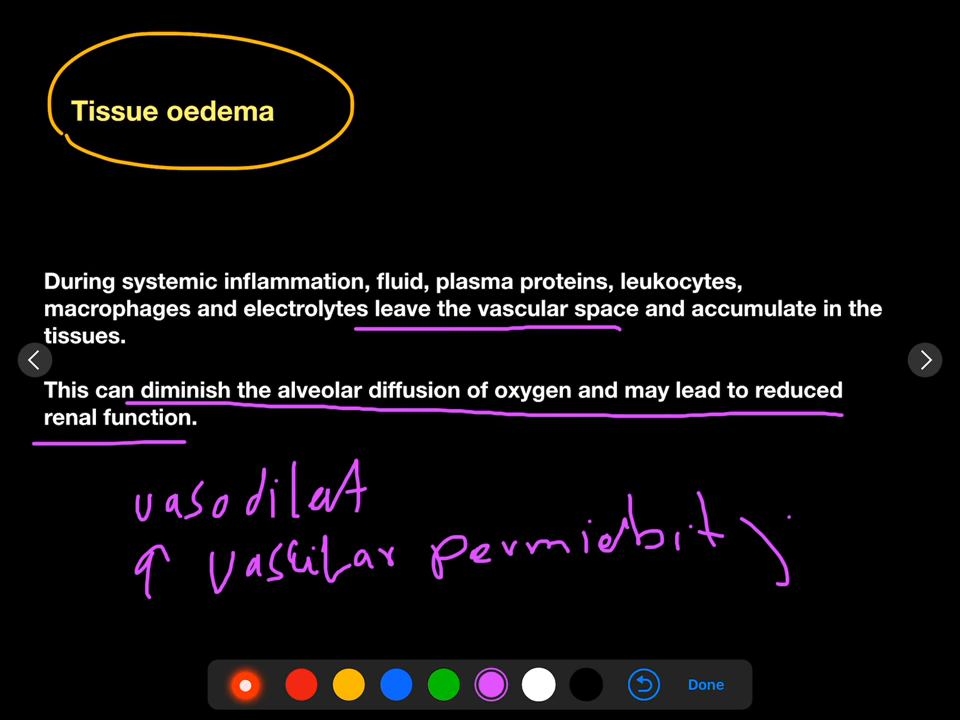 Tissue oedema
During systemic inflammation, fluid, plasma proteins, leukocytes,
macrophages and electrolytes leave the vascular space and accumulate in the
tissues.
This can diminish the alveolar diffusion of oxygen and may lead to reduced
renal function.
vasodilat
↑ vascular
Done